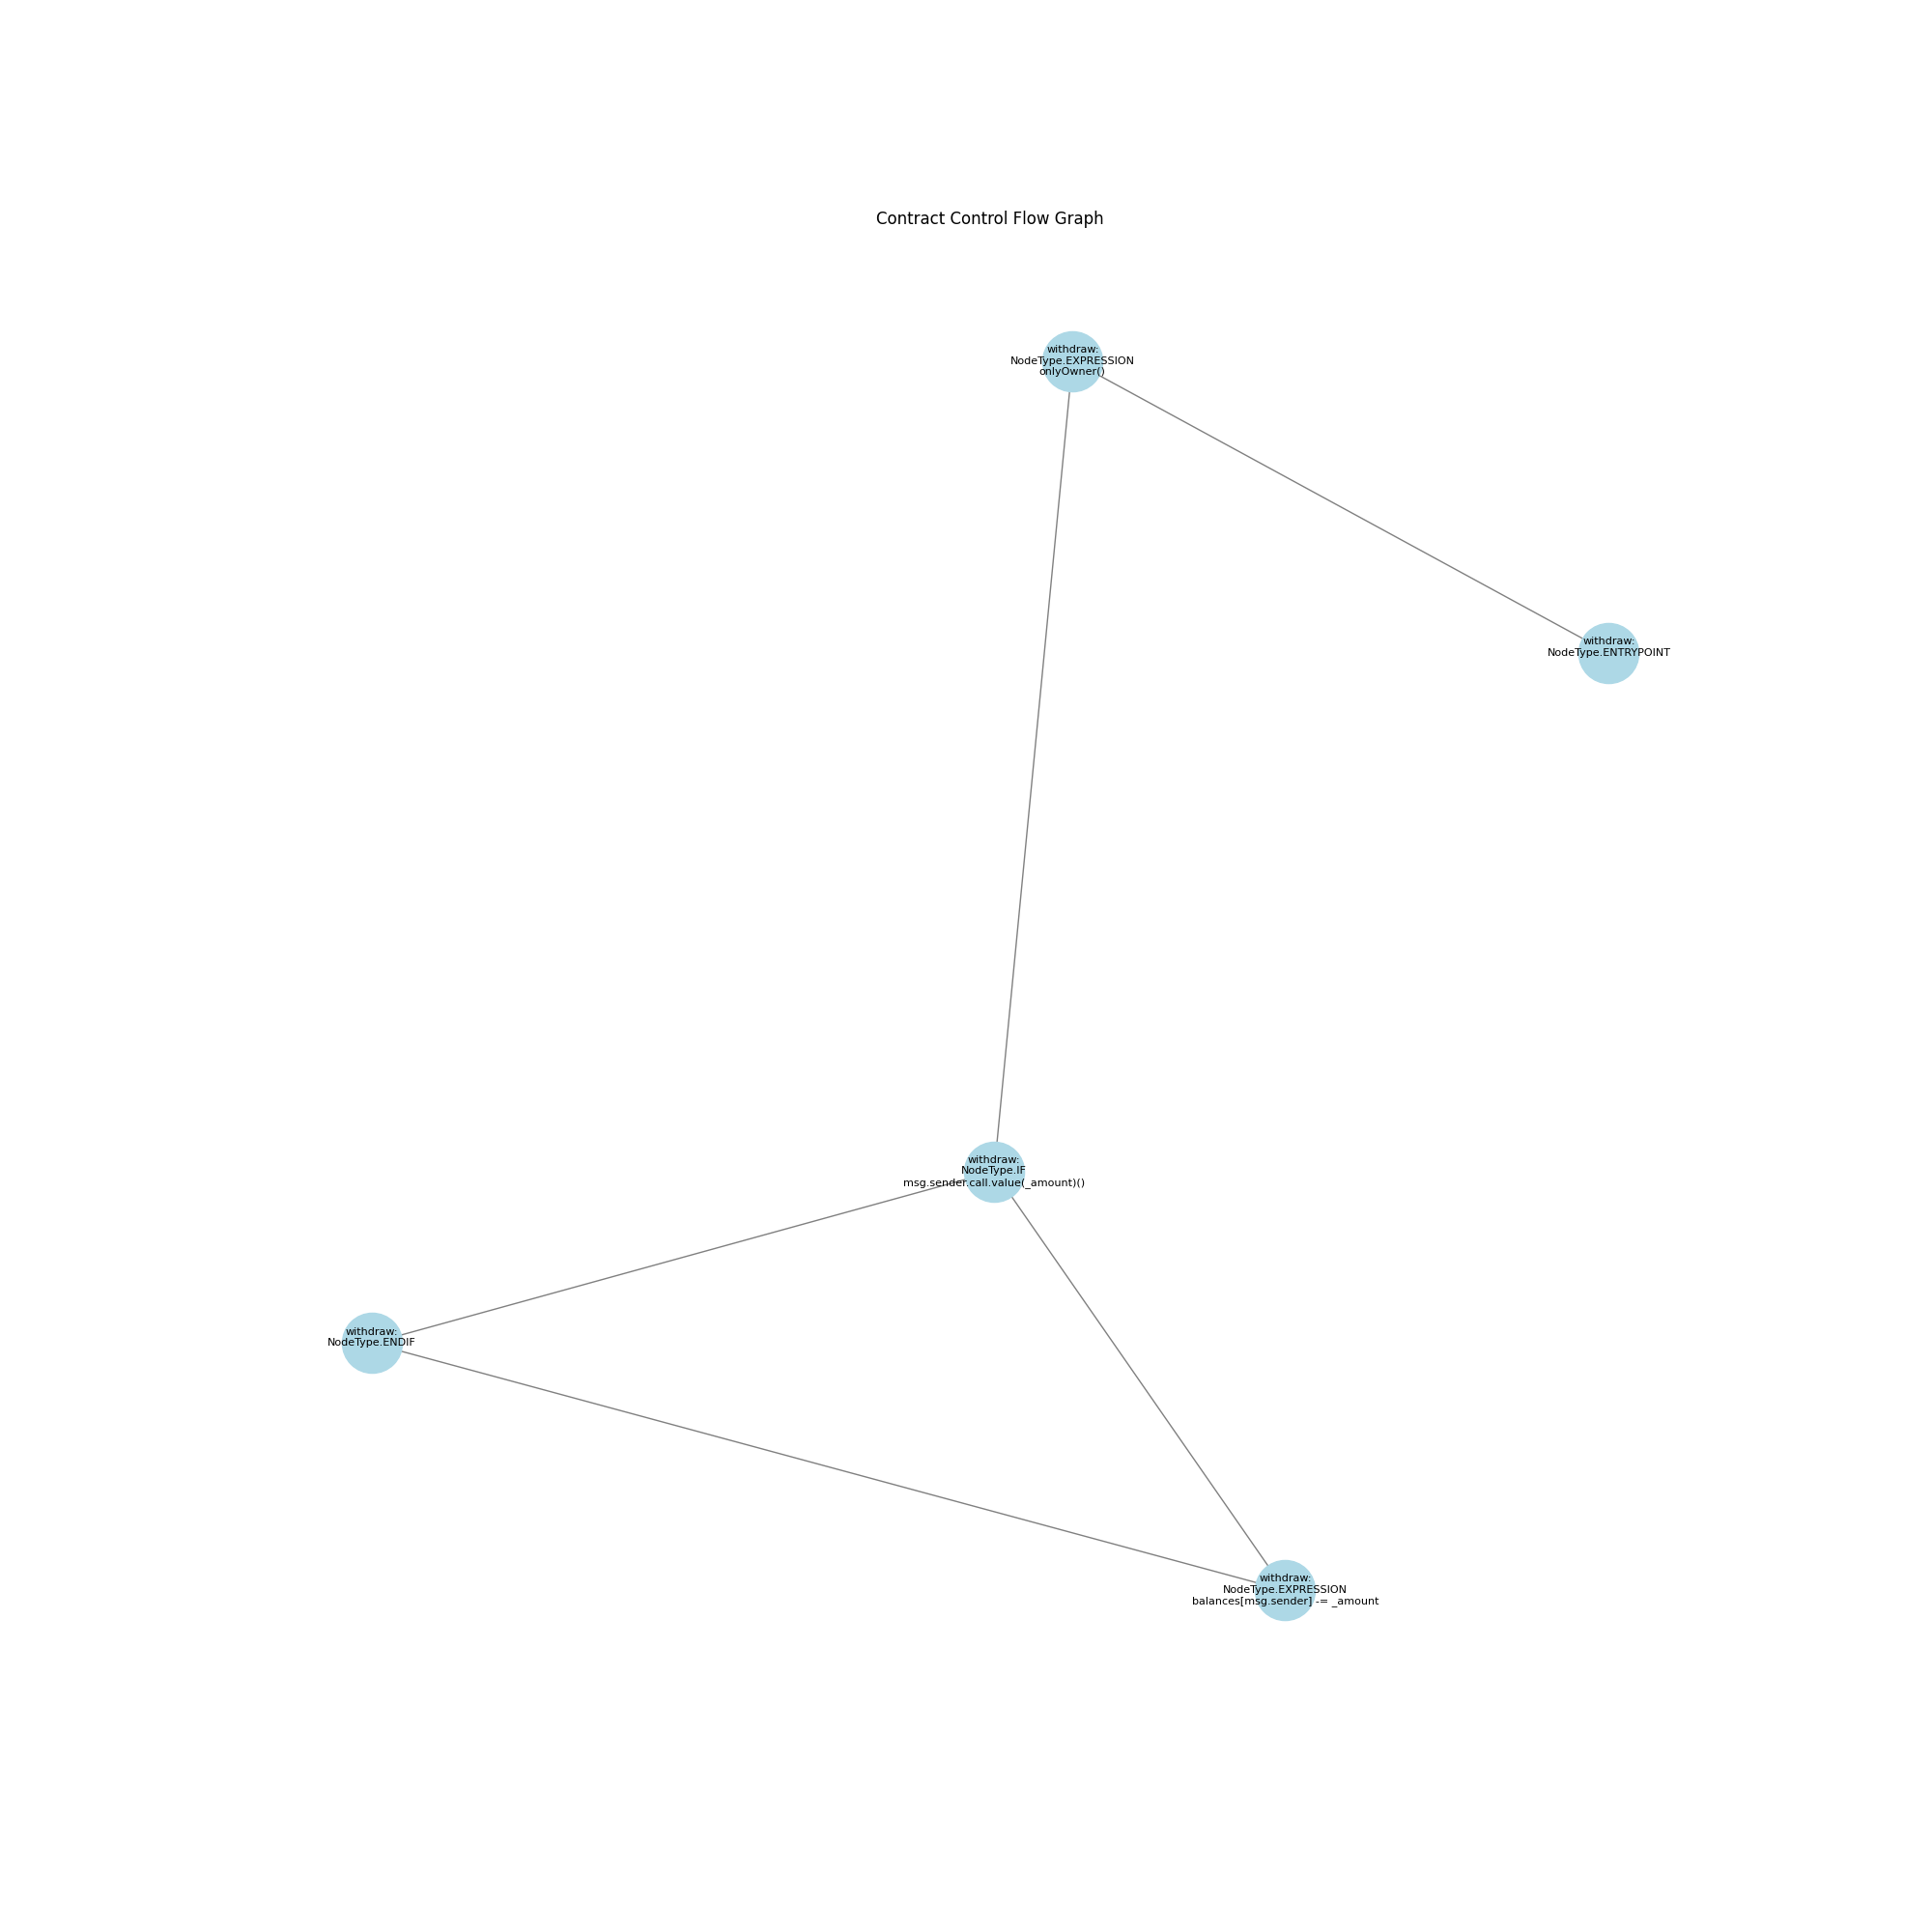 Contract Control Flow Graph
withdraw:
NodeType.EXPRESSION
onlyOwner()
withdraw:
NodeType.ENTRYPOINT
withdraw:
NodeType.IF
msg.sender.call.value(_amount)()
withdraw:
NodeType.ENDIF
withdraw:
NodeType.EXPRESSION
balances[msg.sender] -= _amount